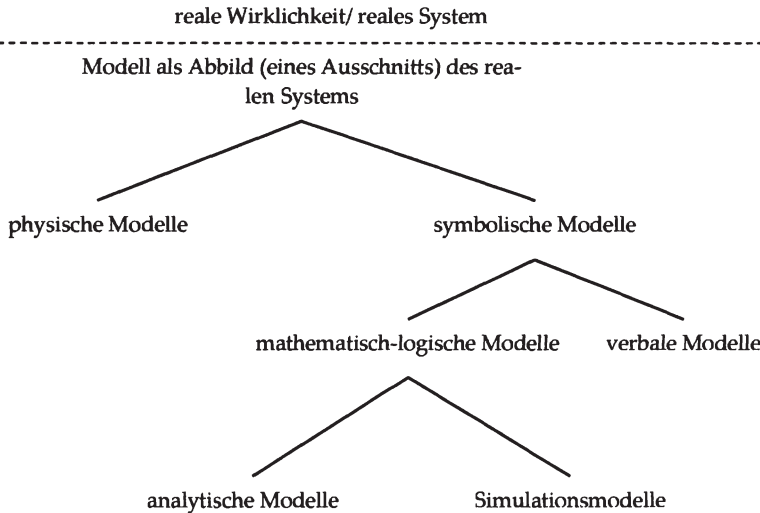 reale Wirklichkeit/ reales System
Modell als Abbild (eines Ausschnitts) des rea-
len Systems
physische Modelle
symbolische Modelle
mathematisch-logische Modelle
verbale Modelle
analytische Modelle
Simulationsmodelle